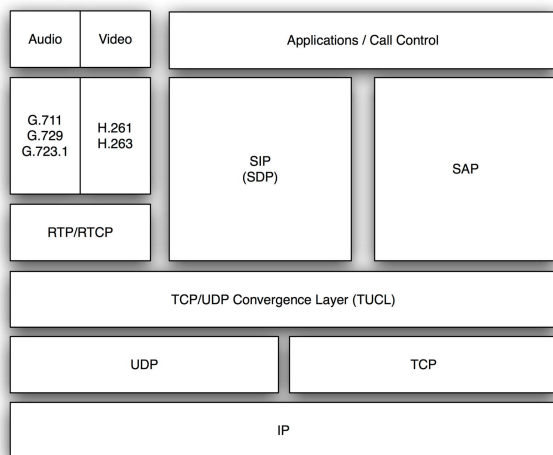 Audio
Video
Applications / Call Control
G.711
G.729
G.723.1
H.261
H.263
SIP
(SDP)
SAP
RTP/RTCP
TCP/UDP Convergence Layer (TUCL)
UDP
TCP
IP